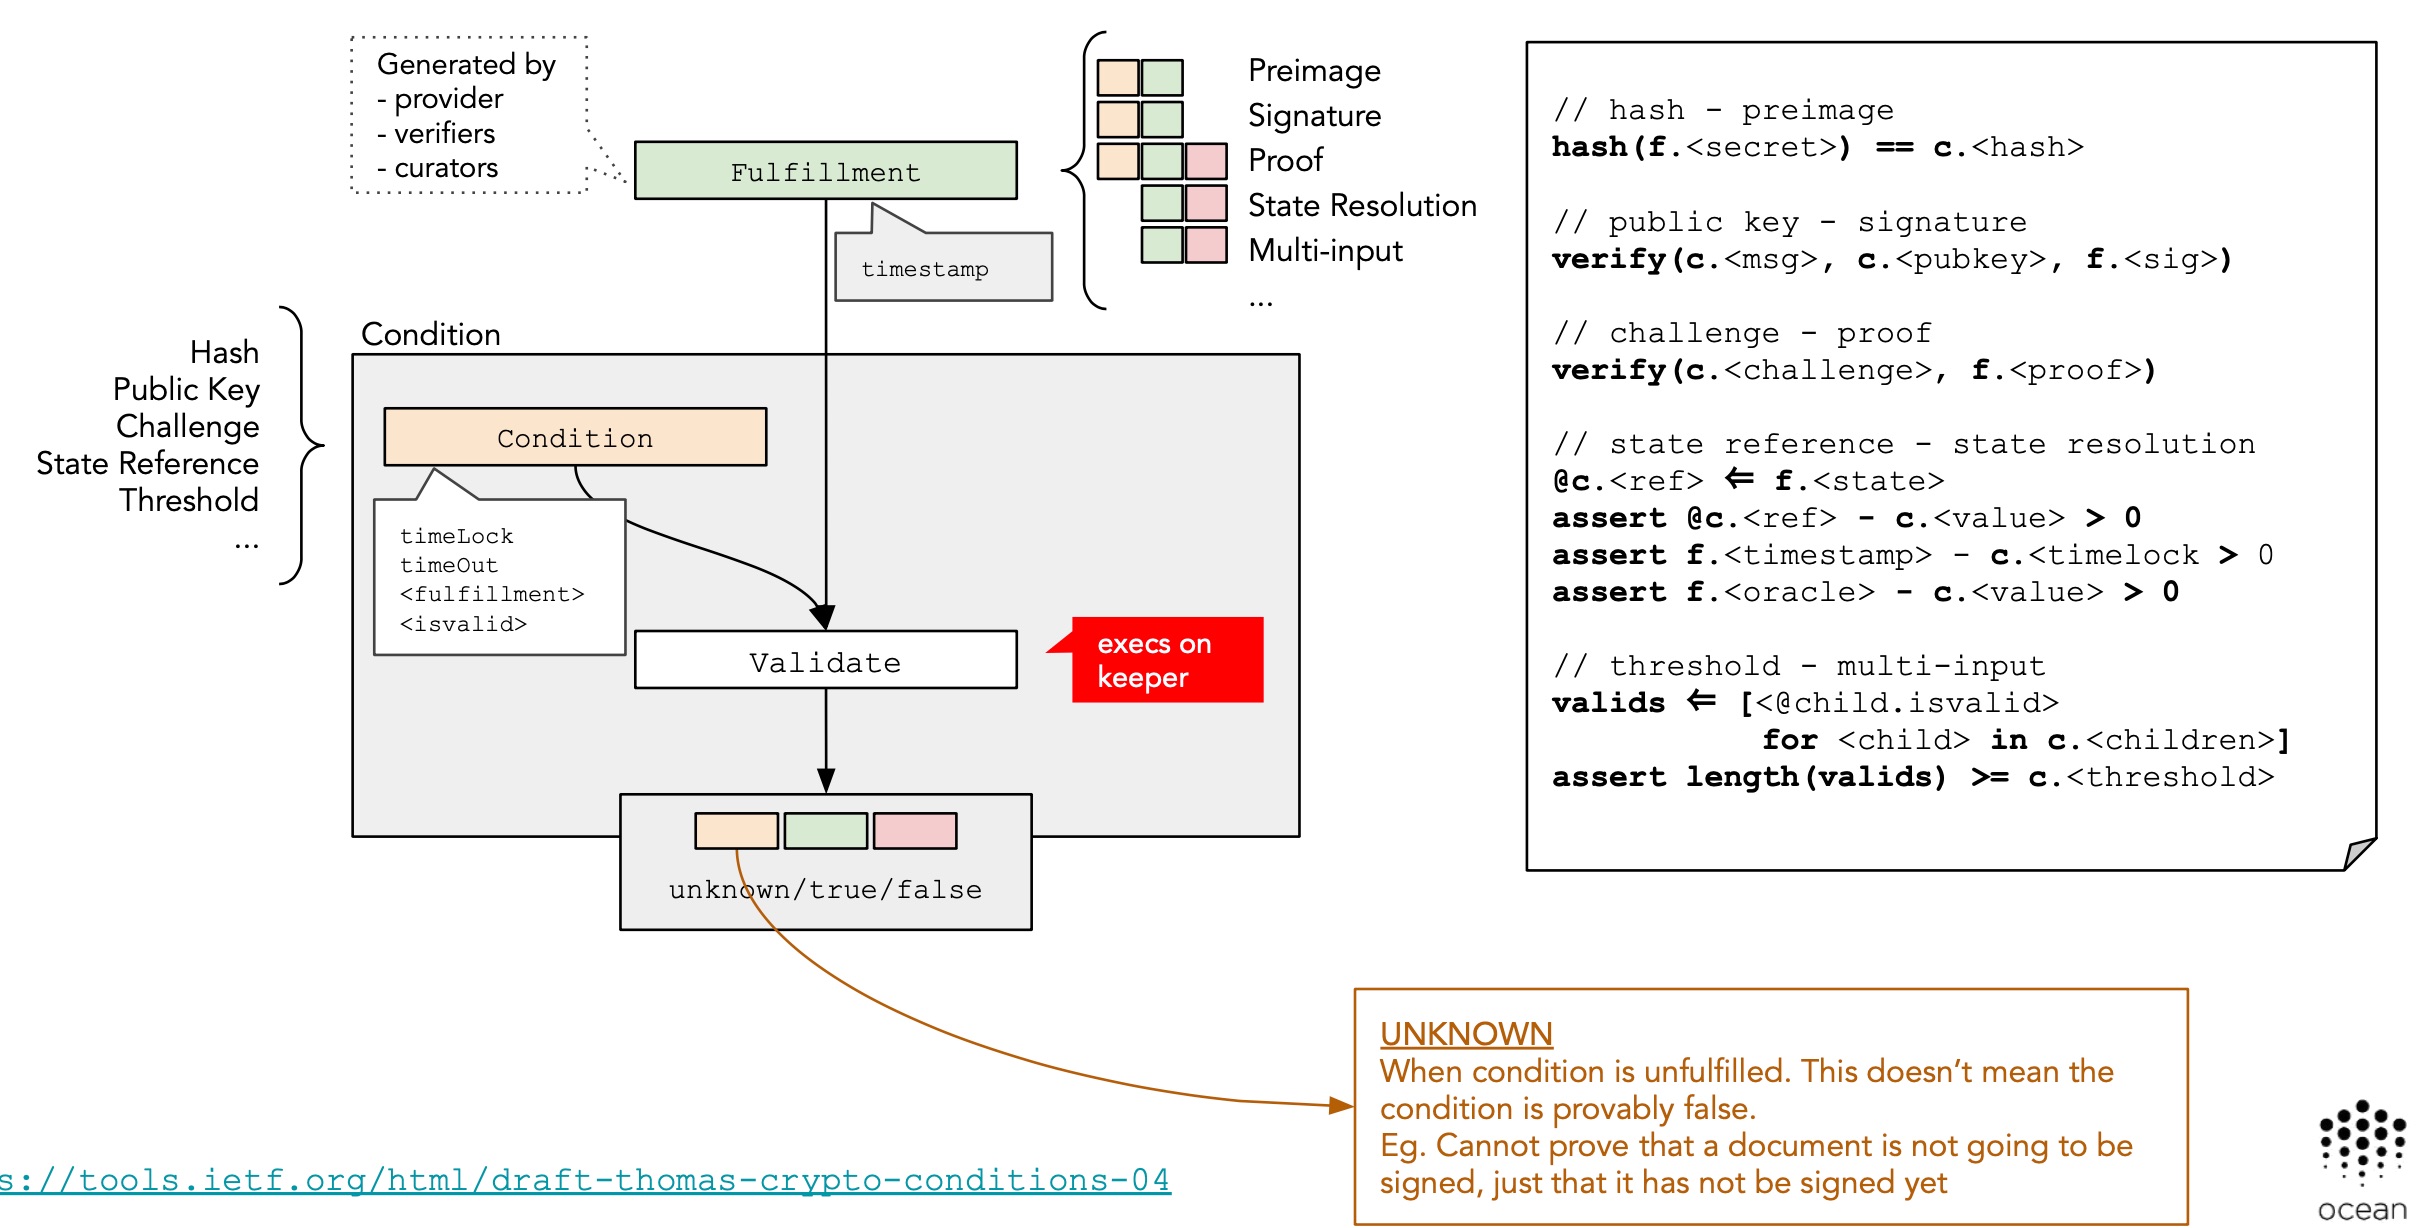 Generated by
- provider
- verifiers
- curators
Fulfillment
timestamp
Preimage
Signature
Proof
State Resolution
Multi-input
...
Hash
Public Key
Challenge
State Reference
Threshold
...
Condition
Condition
timeLock
timeOut
<fulfillment>
<isvalid>
Validate
execs on
keeper
unknown/true/false
// hash - preimage
hash(f.<secret>) == c.<hash>
// public key - signature
verify(c.<msg>, c.<pubkey>, f.<sig>)
// challenge - proof
verify(c.<challenge>, f.<proof>)
// state reference - state resolution
@c.<ref> ⇐ f.<state>
assert @c.<ref> - c.<value> > 0
assert f.<timestamp> - c.<timelock > 0
assert f.<oracle> - c.<value> > 0
// threshold - multi-input
valids ⇐ [<@child.isvalid>
for <child> in c.<children>]
assert length(valids) >= c.<threshold>
UNKNOWN
When condition is unfulfilled. This doesn't mean the
condition is provably false.
Eg. Cannot prove that a document is not going to be
signed, just that it has not be signed yet
s://tools.ietf.org/html/draft-thomas-crypto-conditions-04
ocean